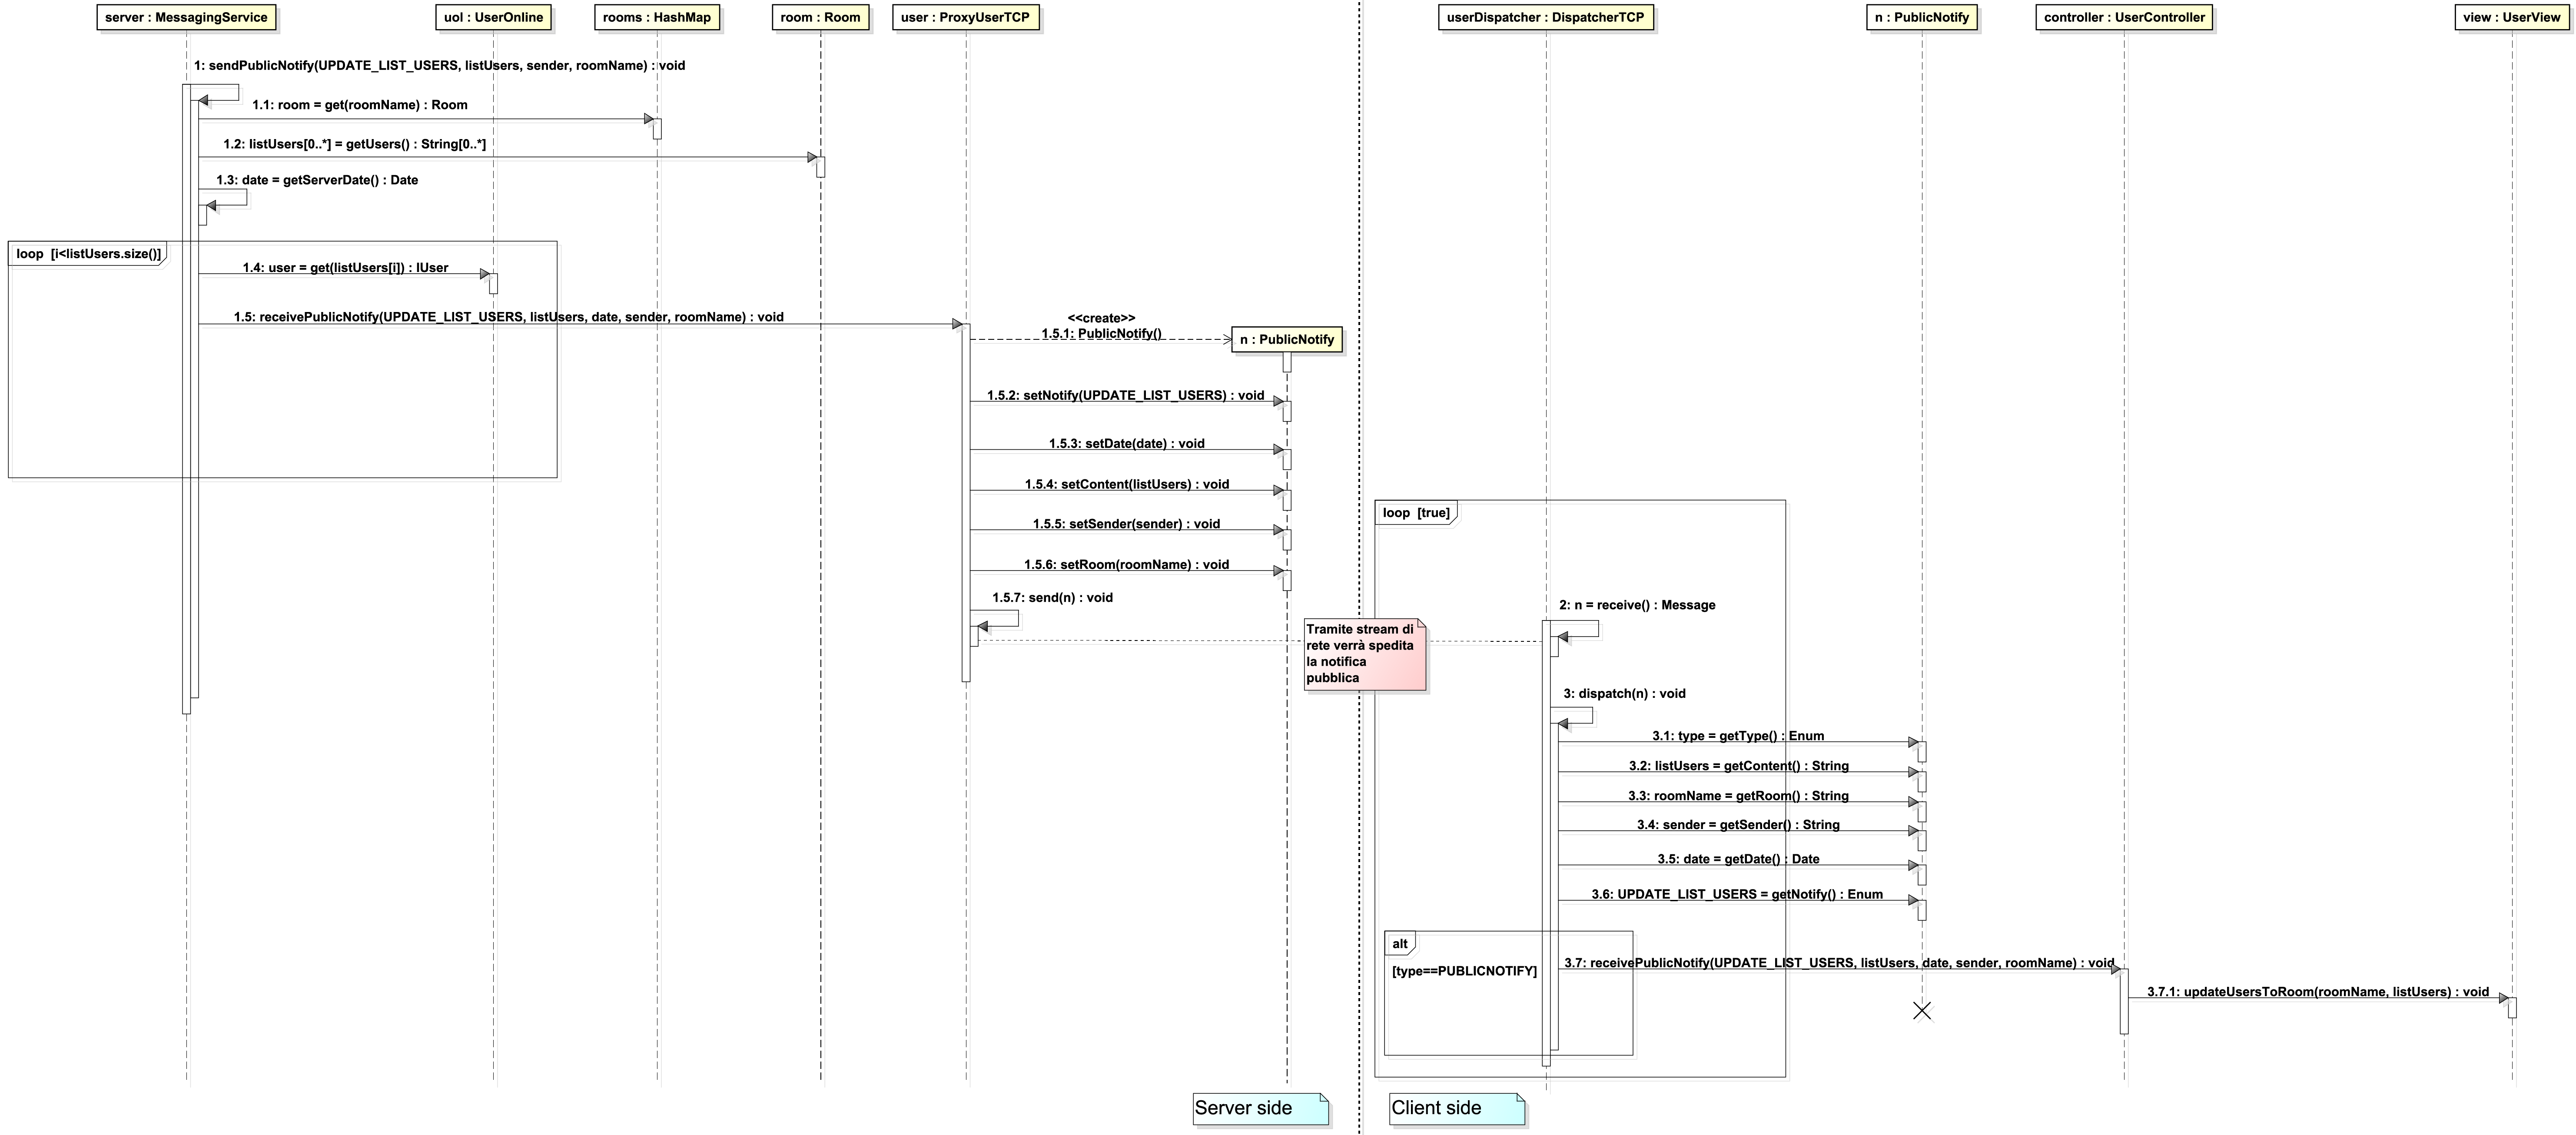 server : MessagingService
uol : UserOnline
rooms : HashMap
room : Room
user : ProxyUserTCP
userDispatcher : DispatcherTCP
n : PublicNotify
controller : UserController
view : UserView
1: sendPublicNotify(UPDATE_LIST_USERS, listUsers, sender, roomName) : void
1.1: room = get(roomName) : Room
1.2: listUsers[0..*] = getUsers() : String[0..*]
1.3: date = getServerDate() : Date
loop [i<listUsers.size()]
1.4: user = get(listUsers[i]) : IUser
1.5: receivePublicNotify(UPDATE_LIST_USERS, listUsers, date, sender, roomName) : void
<<create>>
1.5.1: PublicNotify()
n : PublicNotify
1.5.2: setNotify(UPDATE_LIST_USERS) : void
1.5.3: setDate(date) : void
1.5.4: setContent(listUsers) : void
1.5.5: setSender(sender) : void
1.5.6: setRoom(roomName) : void
1.5.7: send(n) : void
Tramite stream di
rete verrà spedita
la notifica
pubblica
loop [true]
2: n = receive() : Message
3: dispatch(n) : void
3.1: type = getType() : Enum
3.2: listUsers = getContent() : String
3.3: roomName = getRoom() : String
3.4: sender = getSender() : String
3.5: date = getDate() : Date
3.6: UPDATE_LIST_USERS = getNotify() : Enum
alt
[type==PUBLICNOTIFY]
3.7: receivePublicNotify(UPDATE_LIST_USERS, listUsers, date, sender, roomName) : void
3.7.1: updateUsersToRoom(roomName, listUsers) : void
Server side
Client side